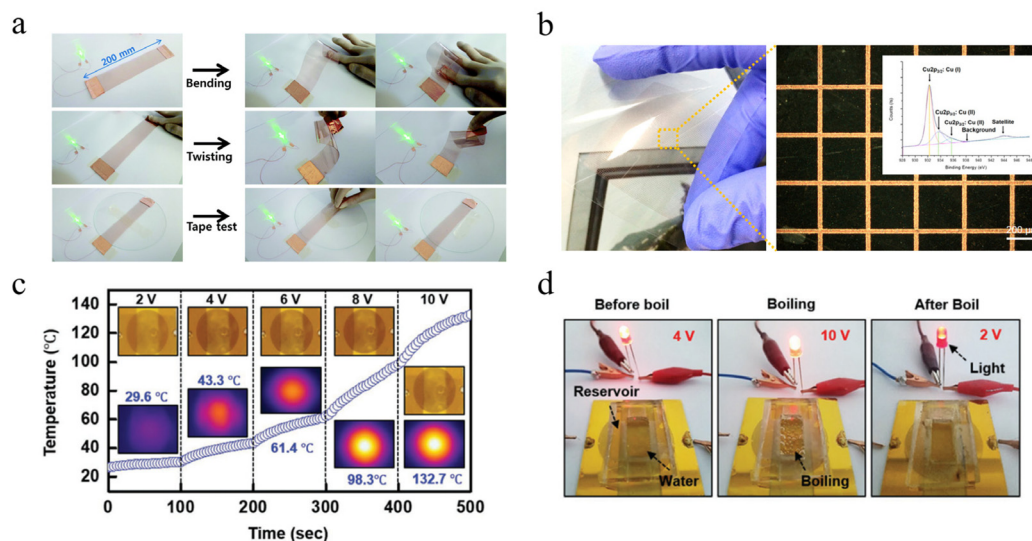 a
200 mm
Bending
Twisting
Tape test
b
Cu2p3/2: Cu (I)
Cu2p3/2: Cu (II)
Cu2p3/2: Cu (II)
Satellite
Background
Counts (%)
Binding Energy (eV)
200 μm
c
Temperature (°C)
140
120
100
80
60
40
20
2 V 4 V 6 V 8 V 10 V
29.6 °C
43.3 °C
61.4 °C
98.3°C
132.7 °C
0 100 200 300 400 500
Time (sec)
d
Before boil Boiling After Boil
4 V
10 V
2 V
Light
Reservoir
Water
Boiling